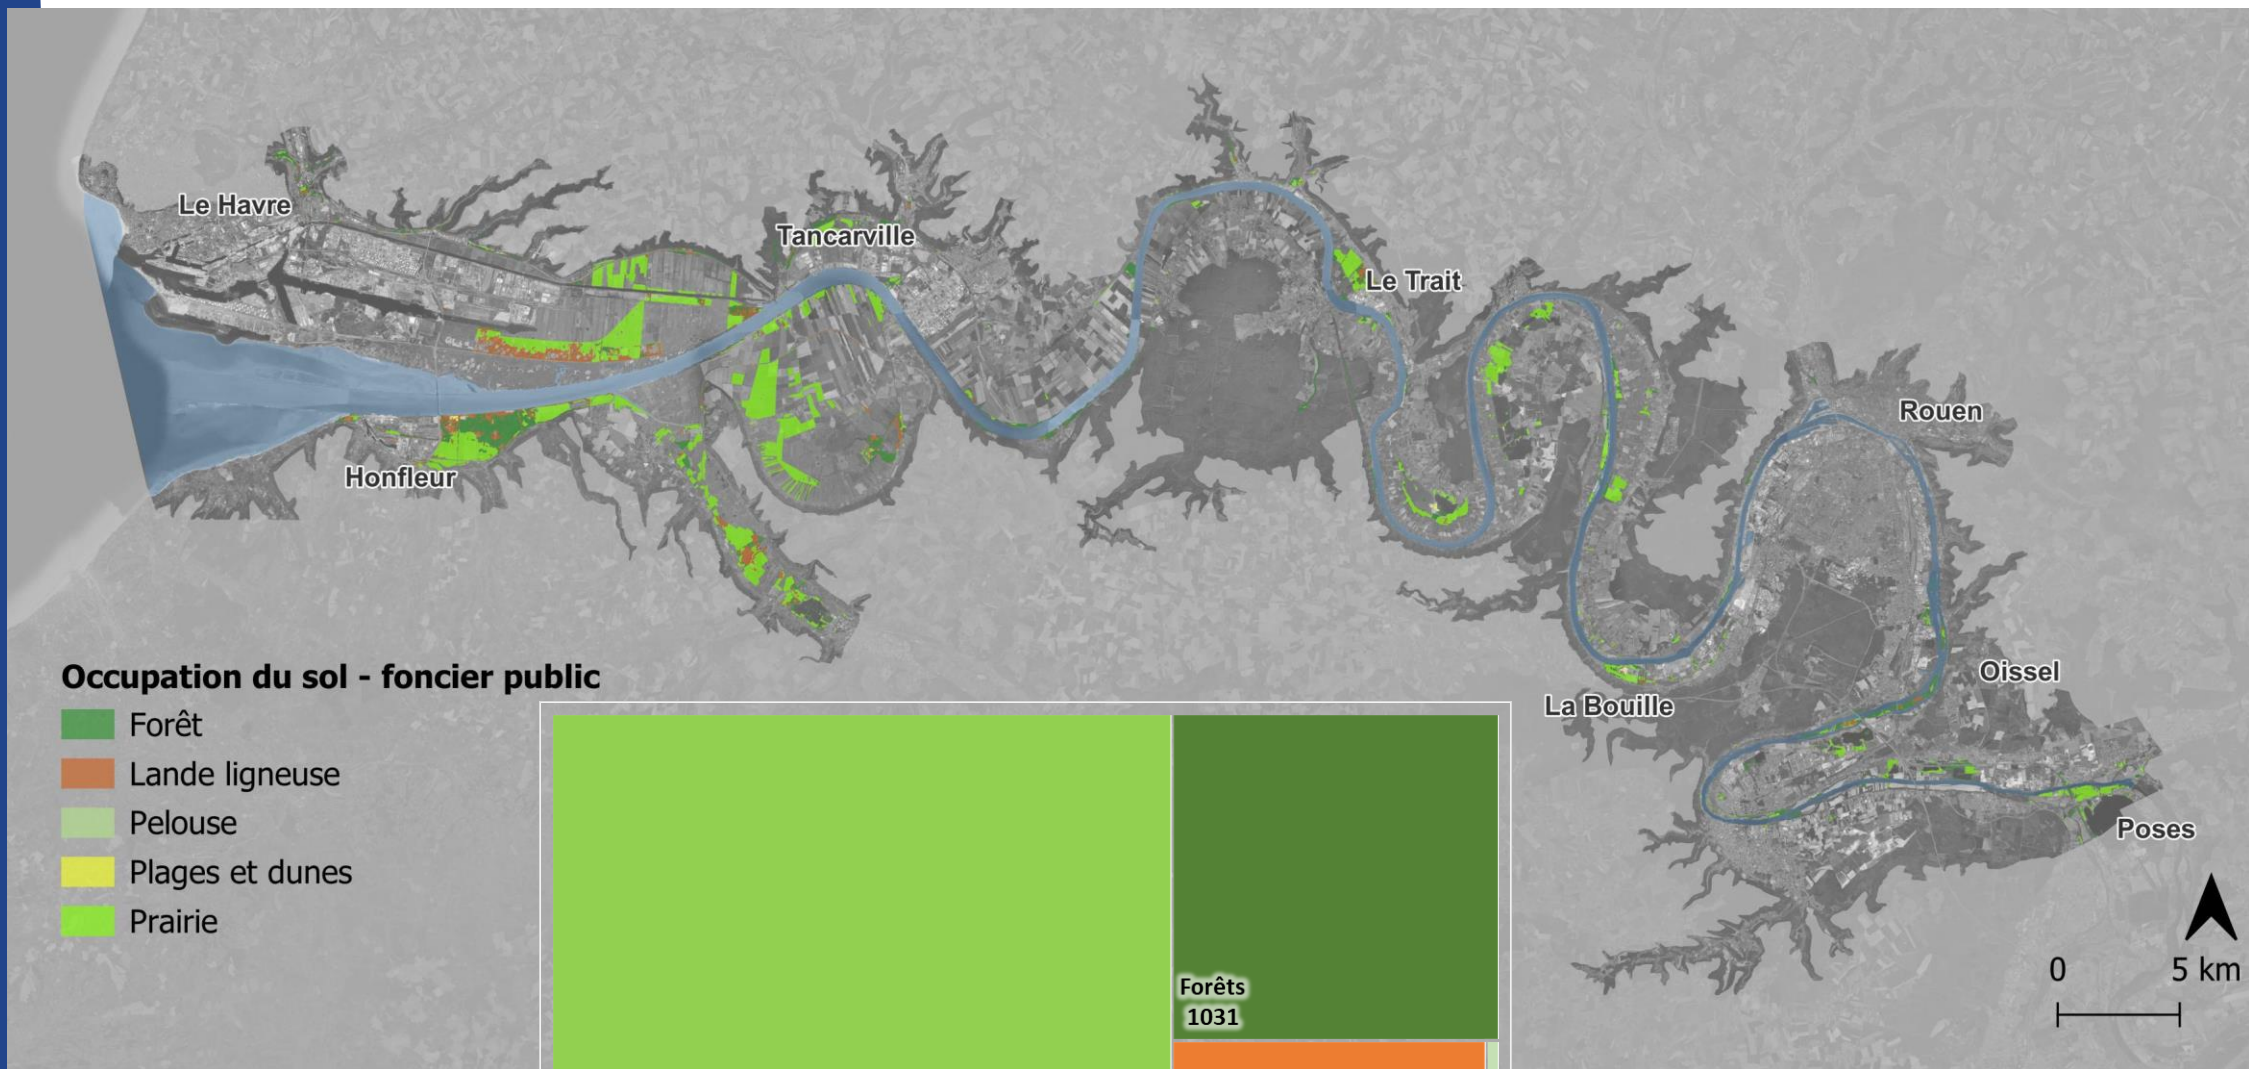 Le Havre
Tancarville
Le Trait
Rouen
Honfleur
Oissel
La Bouille
Poses
Occupation du sol - foncier public
Forêt
Lande ligneuse
Pelouse
Plages et dunes
Prairie
Forêts
1031
0 5 km